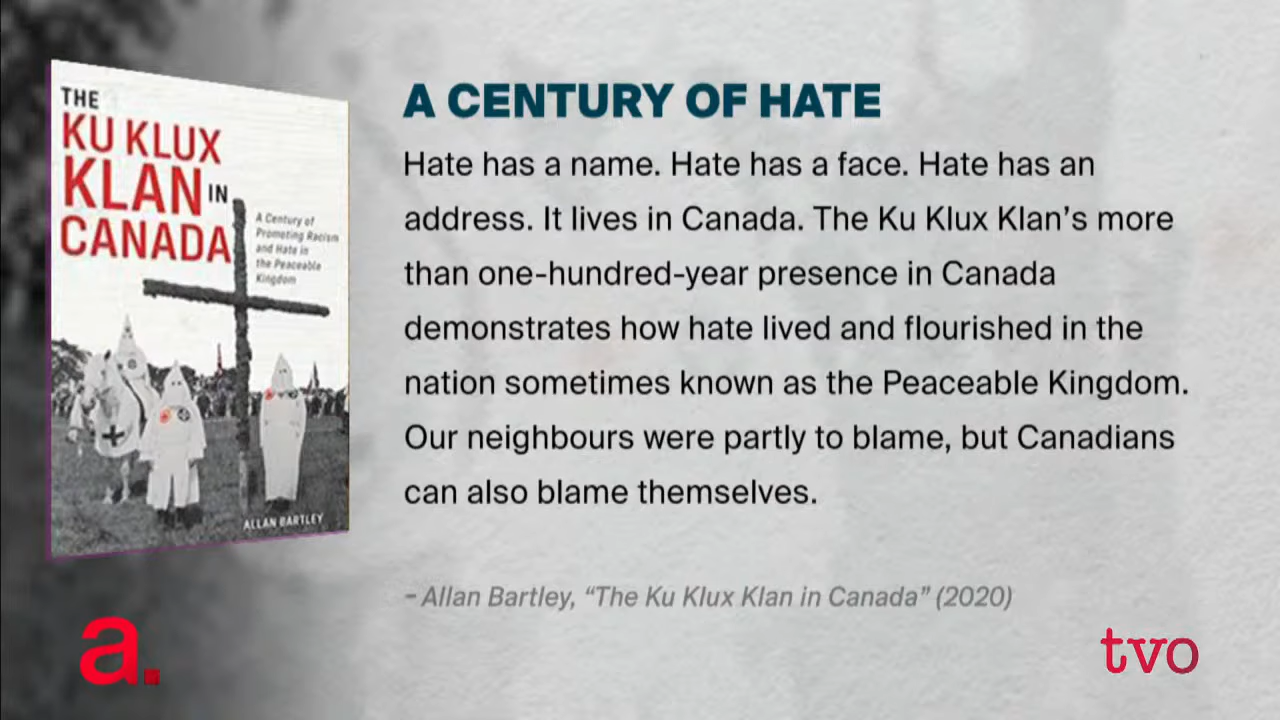 THE
KU KLUX
KLAN IN
CANADA
A Century of
Promoting Racism
and Hate in
the Peaceable
Kingdom
ALLAN BARTLEY
A CENTURY OF HATE
Hate has a name. Hate has a face. Hate has an
address. It lives in Canada. The Ku Klux Klan’s more
than one-hundred-year presence in Canada
demonstrates how hate lived and flourished in the
nation sometimes known as the Peaceable Kingdom.
Our neighbours were partly to blame, but Canadians
can also blame themselves.
– Allan Bartley, “The Ku Klux Klan in Canada” (2020)
a.
tvo